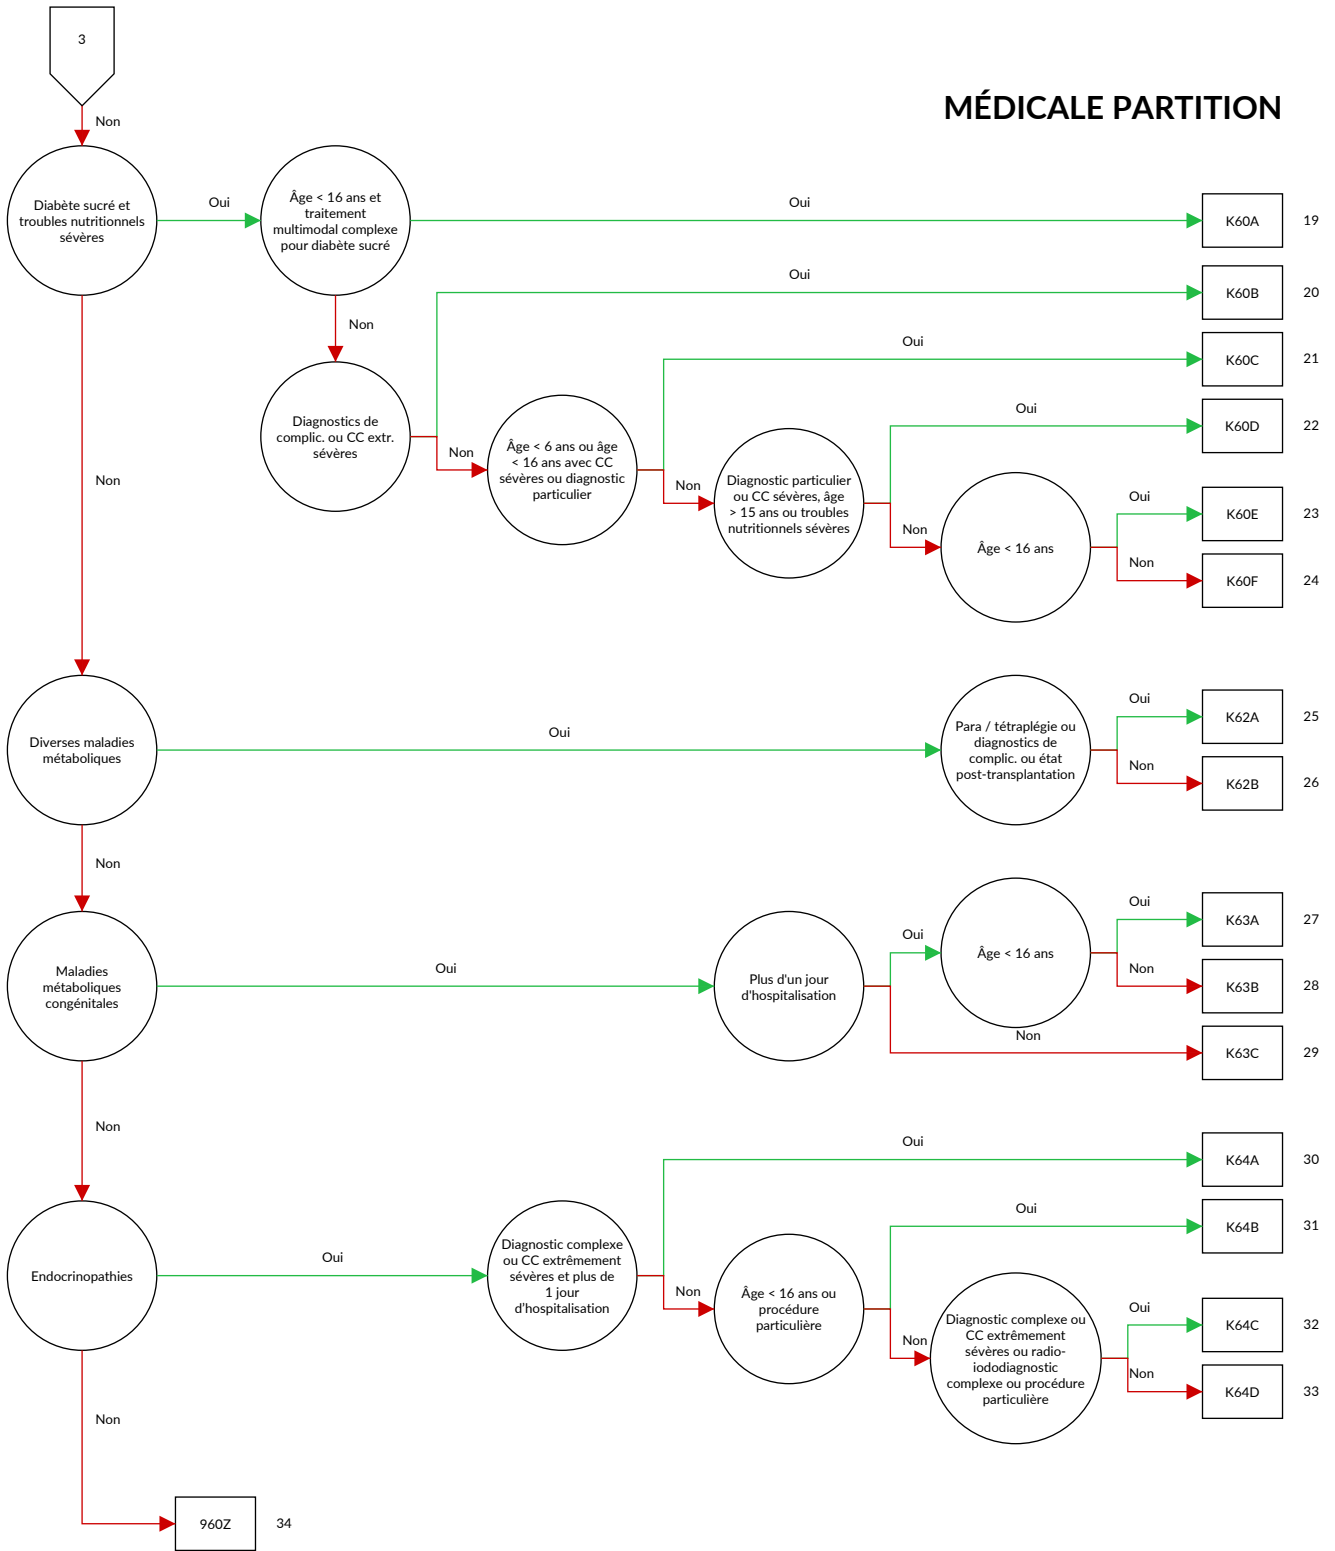 3
MÉDICALE PARTITION
Non
Diabète sucré et
troubles nutritionnels
sévères
Oui
Âge < 16 ans et
traitement
multimodal complexe
pour diabète sucré
Oui
K60A
19
Oui
K60B
20
Non
Oui
K60C
21
Diagnostics de
complic. ou CC extr.
sévères
Non
Âge < 6 ans ou âge
< 16 ans avec CC
sévères ou diagnostic
particulier
Oui
K60D
22
Non
Non
Diagnostic particulier
ou CC sévères, âge
> 15 ans ou troubles
nutritionnels sévères
Non
Âge < 16 ans
Oui
K60E
23
Non
K60F
24
Diverses maladies
métaboliques
Oui
Para / tétraplégie ou
diagnostics de
complic. ou état
post-transplantation
Oui
K62A
25
Non
K62B
26
Non
Maladies
métaboliques
congénitales
Oui
Plus d'un jour
d'hospitalisation
Oui
Âge < 16 ans
Oui
K63A
27
Non
K63B
28
Non
K63C
29
Non
Endocrinopathies
Oui
Diagnostic complexe
ou CC extrêmement
sévères et plus de
1 jour
d'hospitalisation
Oui
K64A
30
Non
Âge < 16 ans ou
procédure
particulière
Oui
K64B
31
Non
Diagnostic complexe ou
CC extrêmement
sévères ou radio-
iododiagnostic
complexe ou procédure
particulière
Oui
K64C
32
Non
K64D
33
Non
960Z
34